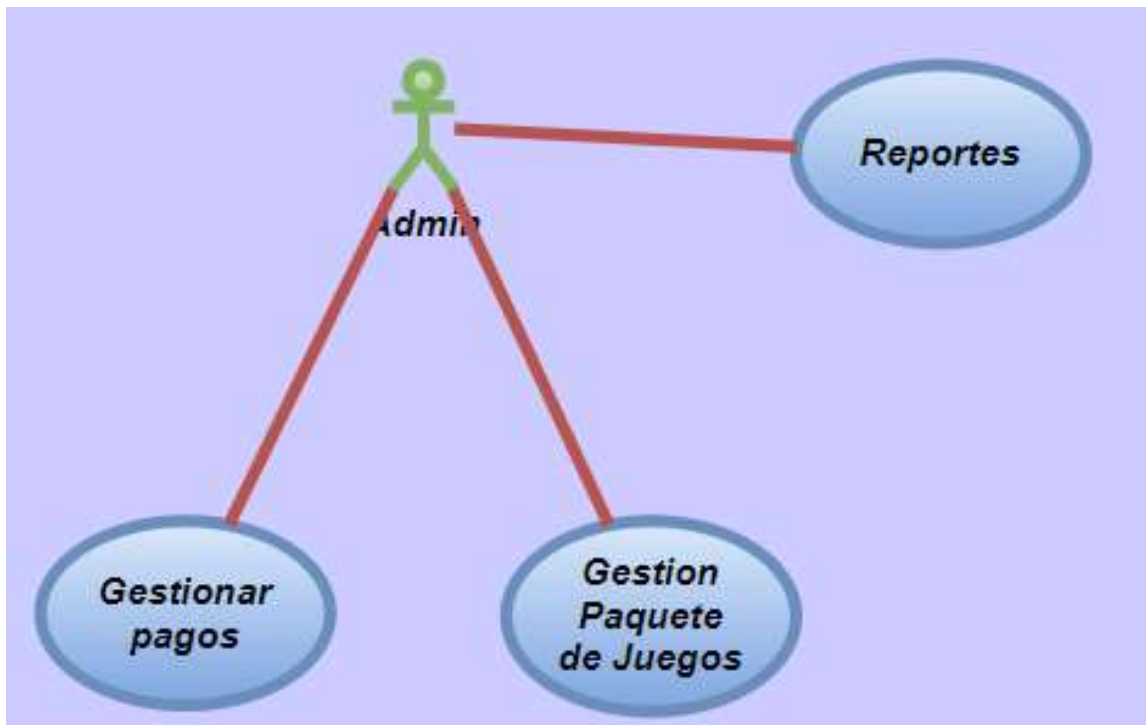 Reportes
Admin
Gestionar
pagos
Gestion
Paquete
de Juegos